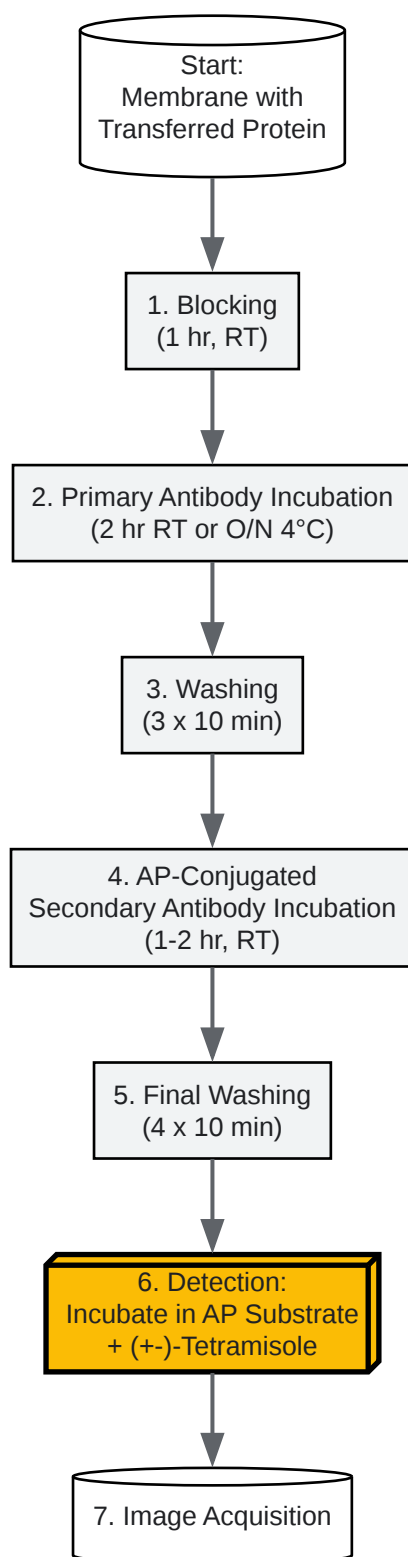 Start:
Membrane with
Transferred Protein
1. Blocking
(1 hr, RT)
2. Primary Antibody Incubation
(2 hr RT or O/N 4°C)
3. Washing
(3 x 10 min)
4. AP-Conjugated
Secondary Antibody Incubation
(1-2 hr, RT)
5. Final Washing
(4 x 10 min)
6. Detection:
Incubate in AP Substrate
+ (+-)-Tetramisole
7. Image Acquisition